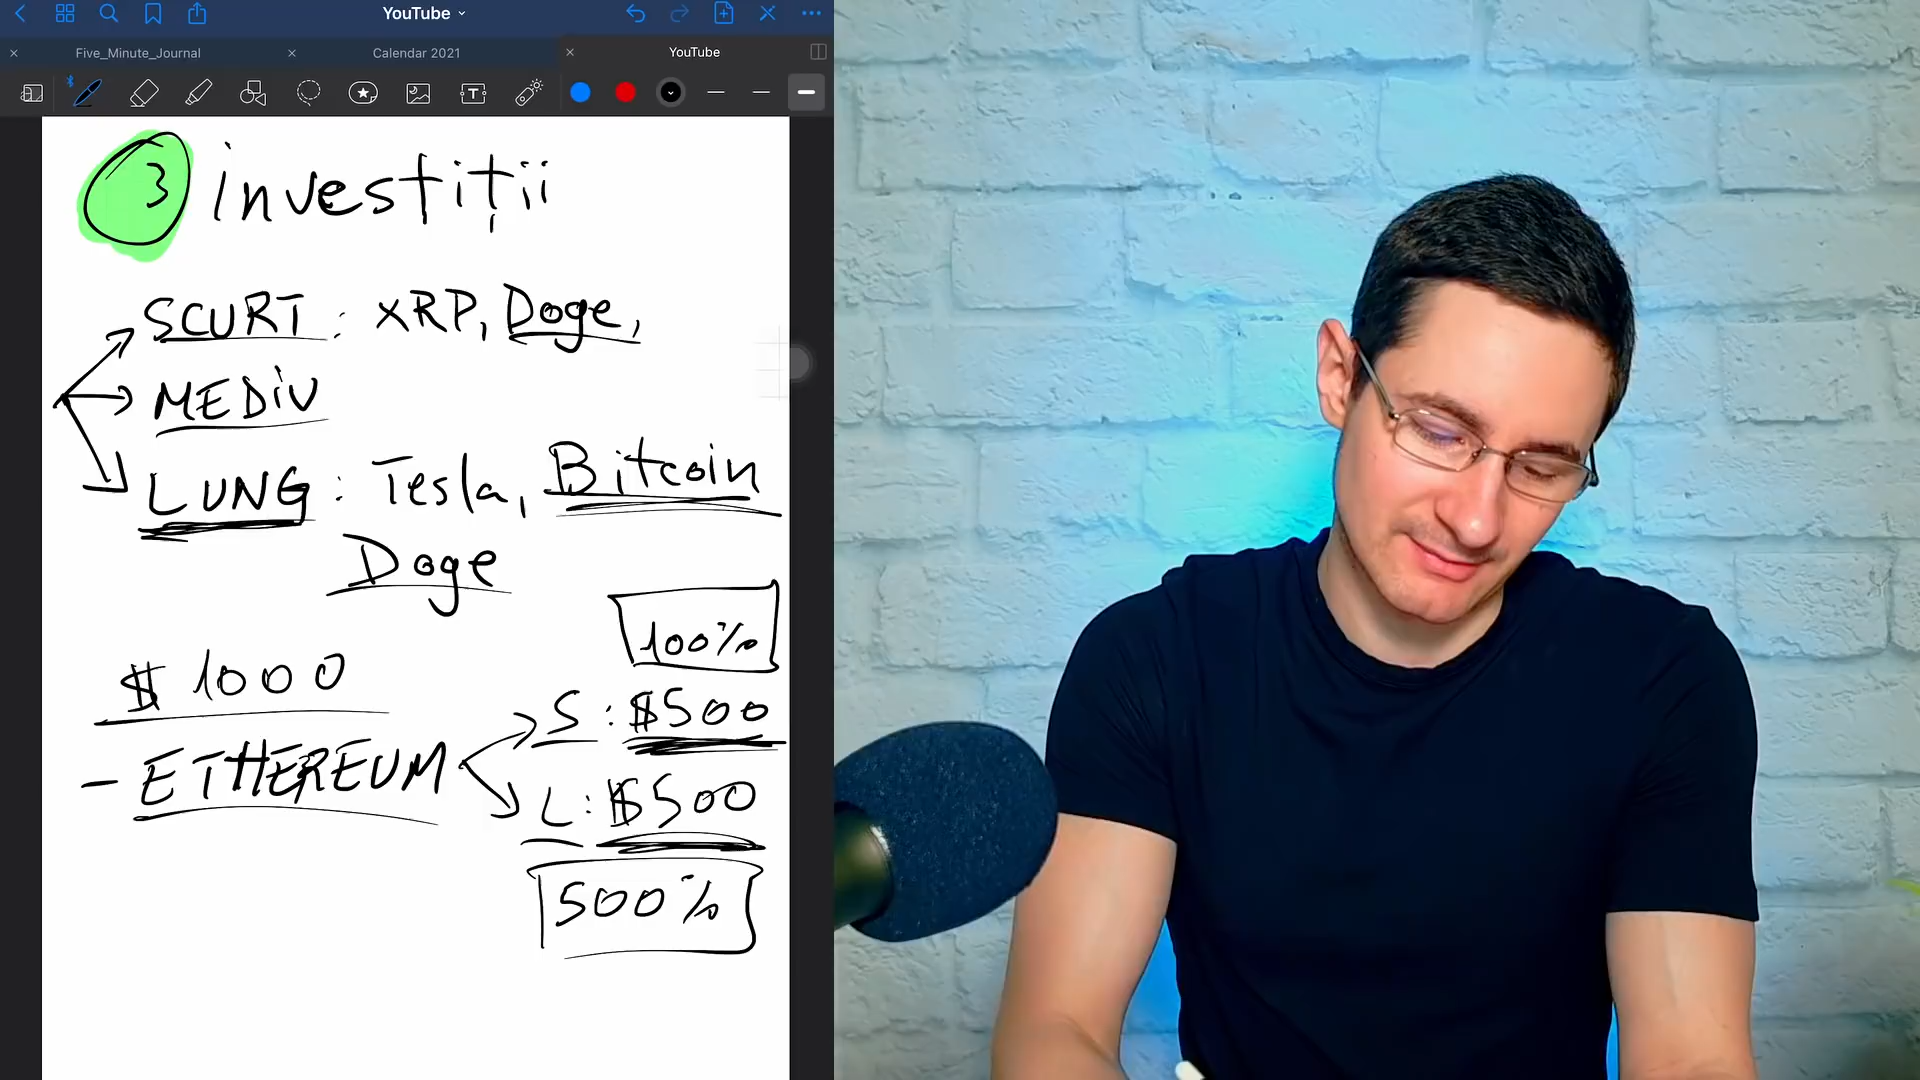 YouTube
Five_Minute_Journal
Calendar 2021
YouTube
T
3 investiții
SCURT: XRP, Doge,
MEDIU
LUNG: Tesla, Bitcoin
Doge
100%
$1000
S: $500
- ETHEREUM
L: $500
500%